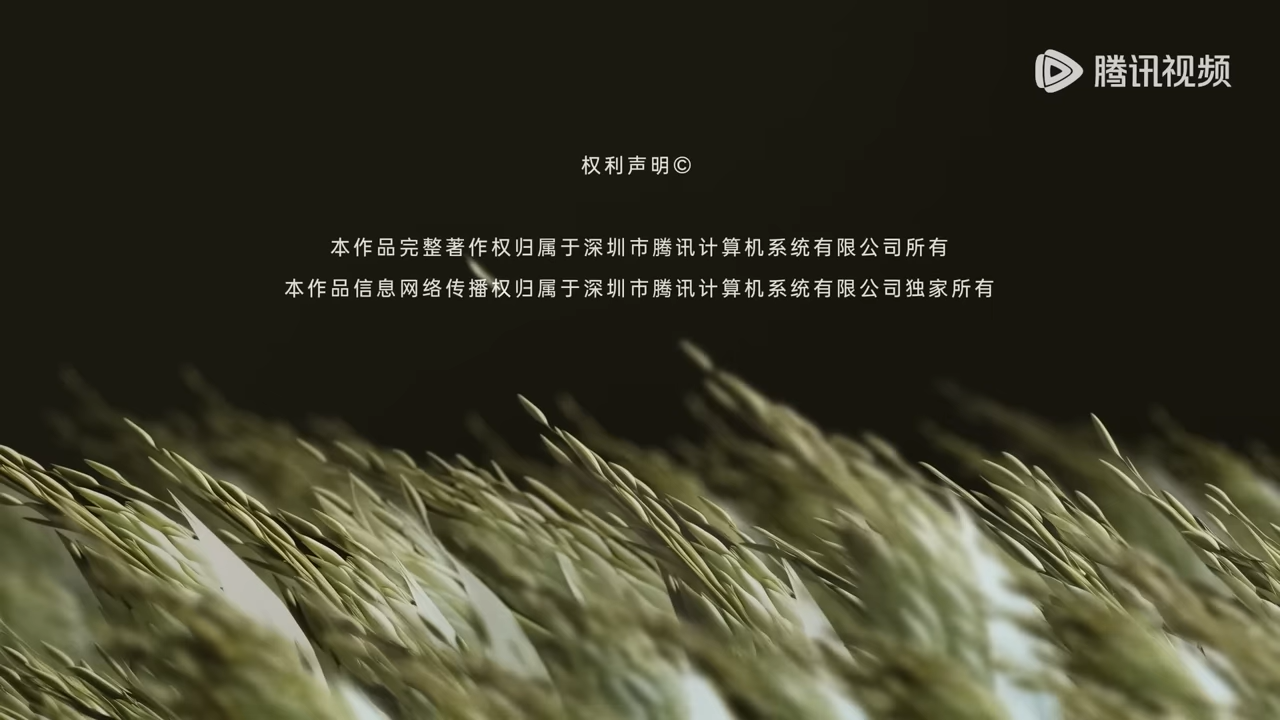 腾讯视频
权利声明©
本作品完整著作权归属于深圳市腾讯计算机系统有限公司所有
本作品信息网络传播权归属于深圳市腾讯计算机系统有限公司独家所有